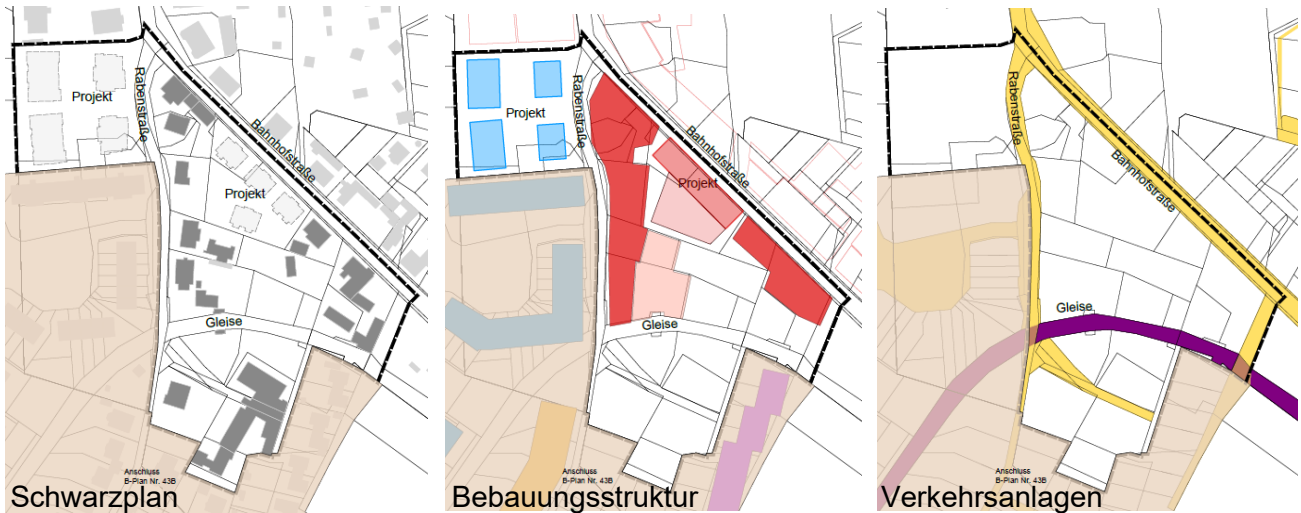 Projekt
Rabenstraße
Bahnhofstraße
Projekt
Gleise
Anschluss
B-Plan Nr. 43B
Schwarzplan
Projekt
Rabenstraße
Bahnhofstraße
Projekt
Gleise
Anschluss
B-Plan Nr. 43B
Bebauungsstruktur
Rabenstraße
Bahnhofstraße
Gleise
Anschluss
B-Plan Nr. 43B
Verkehrsanlagen